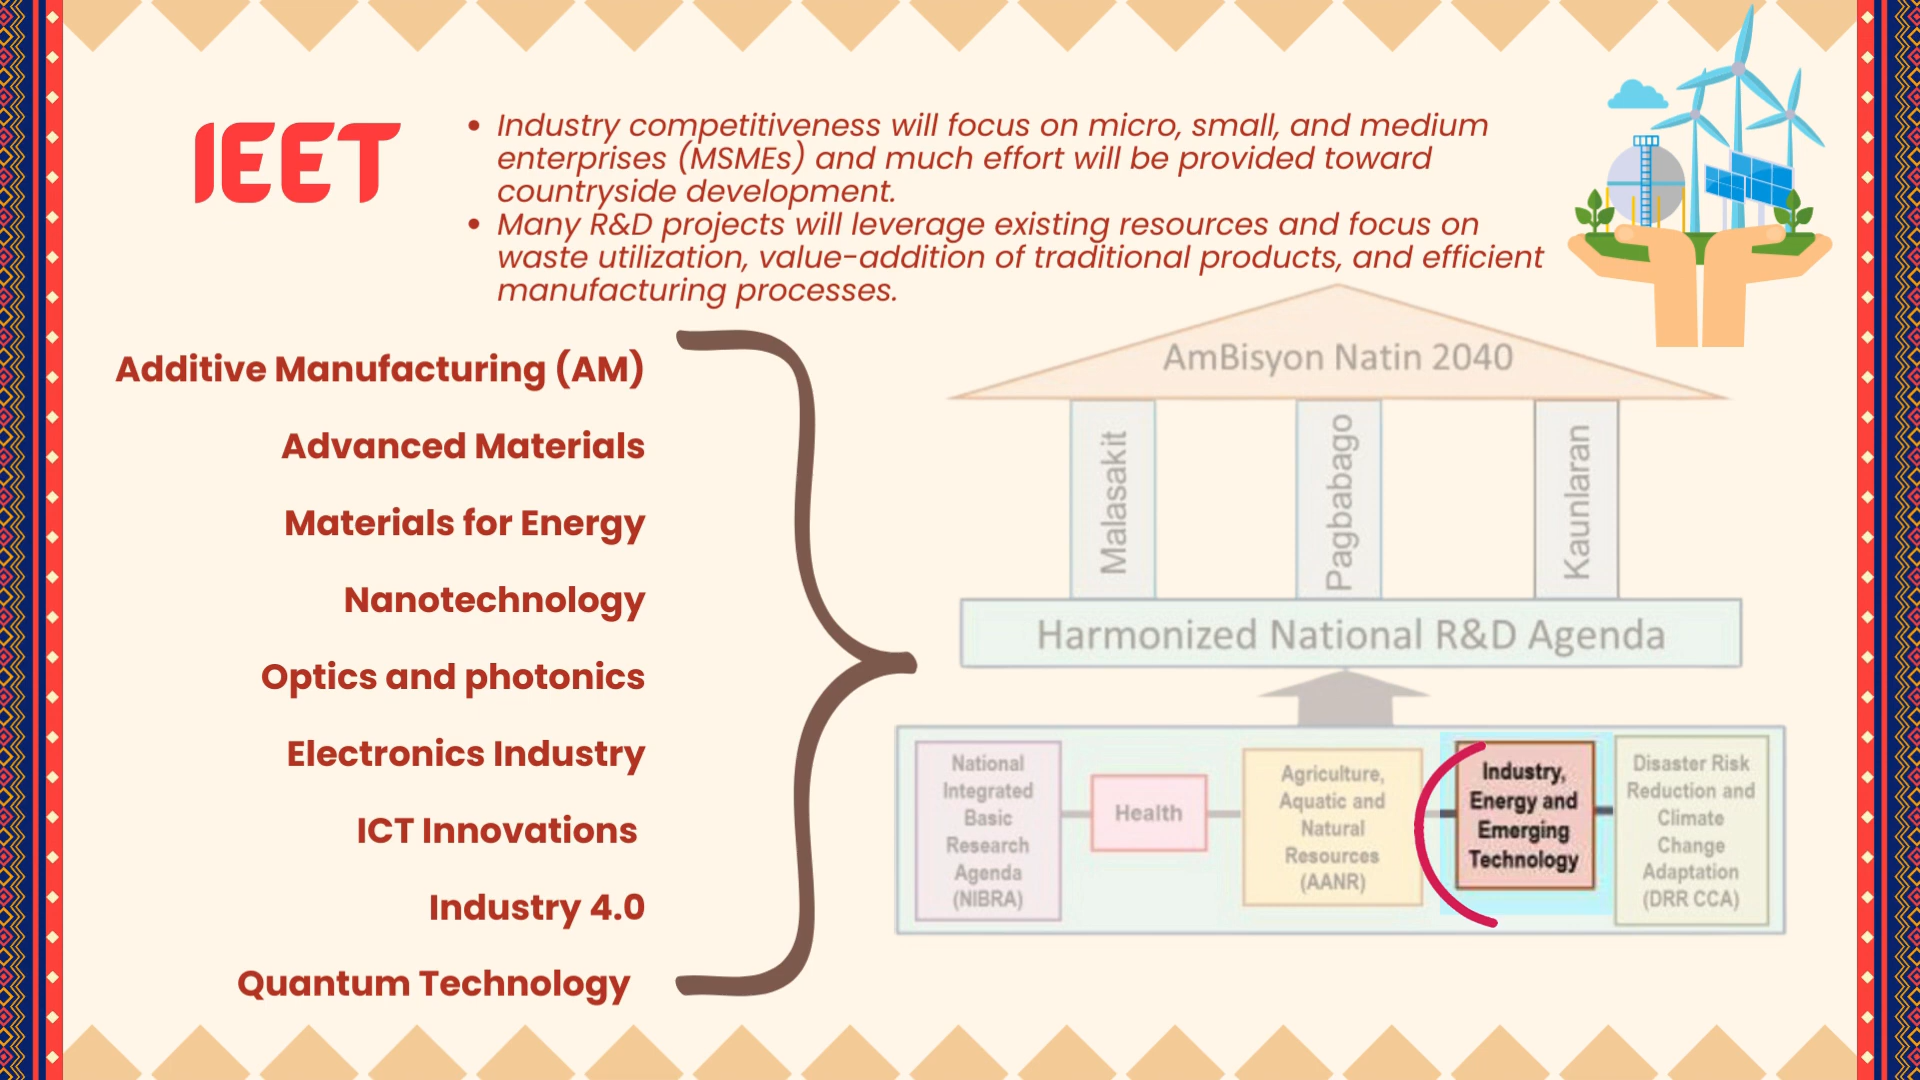 IEET
• Industry competitiveness will focus on micro, small, and medium
enterprises (MSMEs) and much effort will be provided toward
countryside development.
• Many R&D projects will leverage existing resources and focus on
waste utilization, value-addition of traditional products, and efficient
manufacturing processes.
Additive Manufacturing (AM)
Advanced Materials
Materials for Energy
Nanotechnology
Optics and photonics
Electronics Industry
ICT Innovations
Industry 4.0
Quantum Technology
AmBisyon Natin 2040
Malasakit
Pagbabago
Kaunlaran
Harmonized National R&D Agenda
National
Integrated
Basic
Research
Agenda
(NIBRA)
Health
Agriculture,
Aquatic and
Natural
Resources
(AANR)
Industry,
Energy and
Emerging
Technology
Disaster Risk
Reduction and
Climate
Change
Adaptation
(DRR CCA)